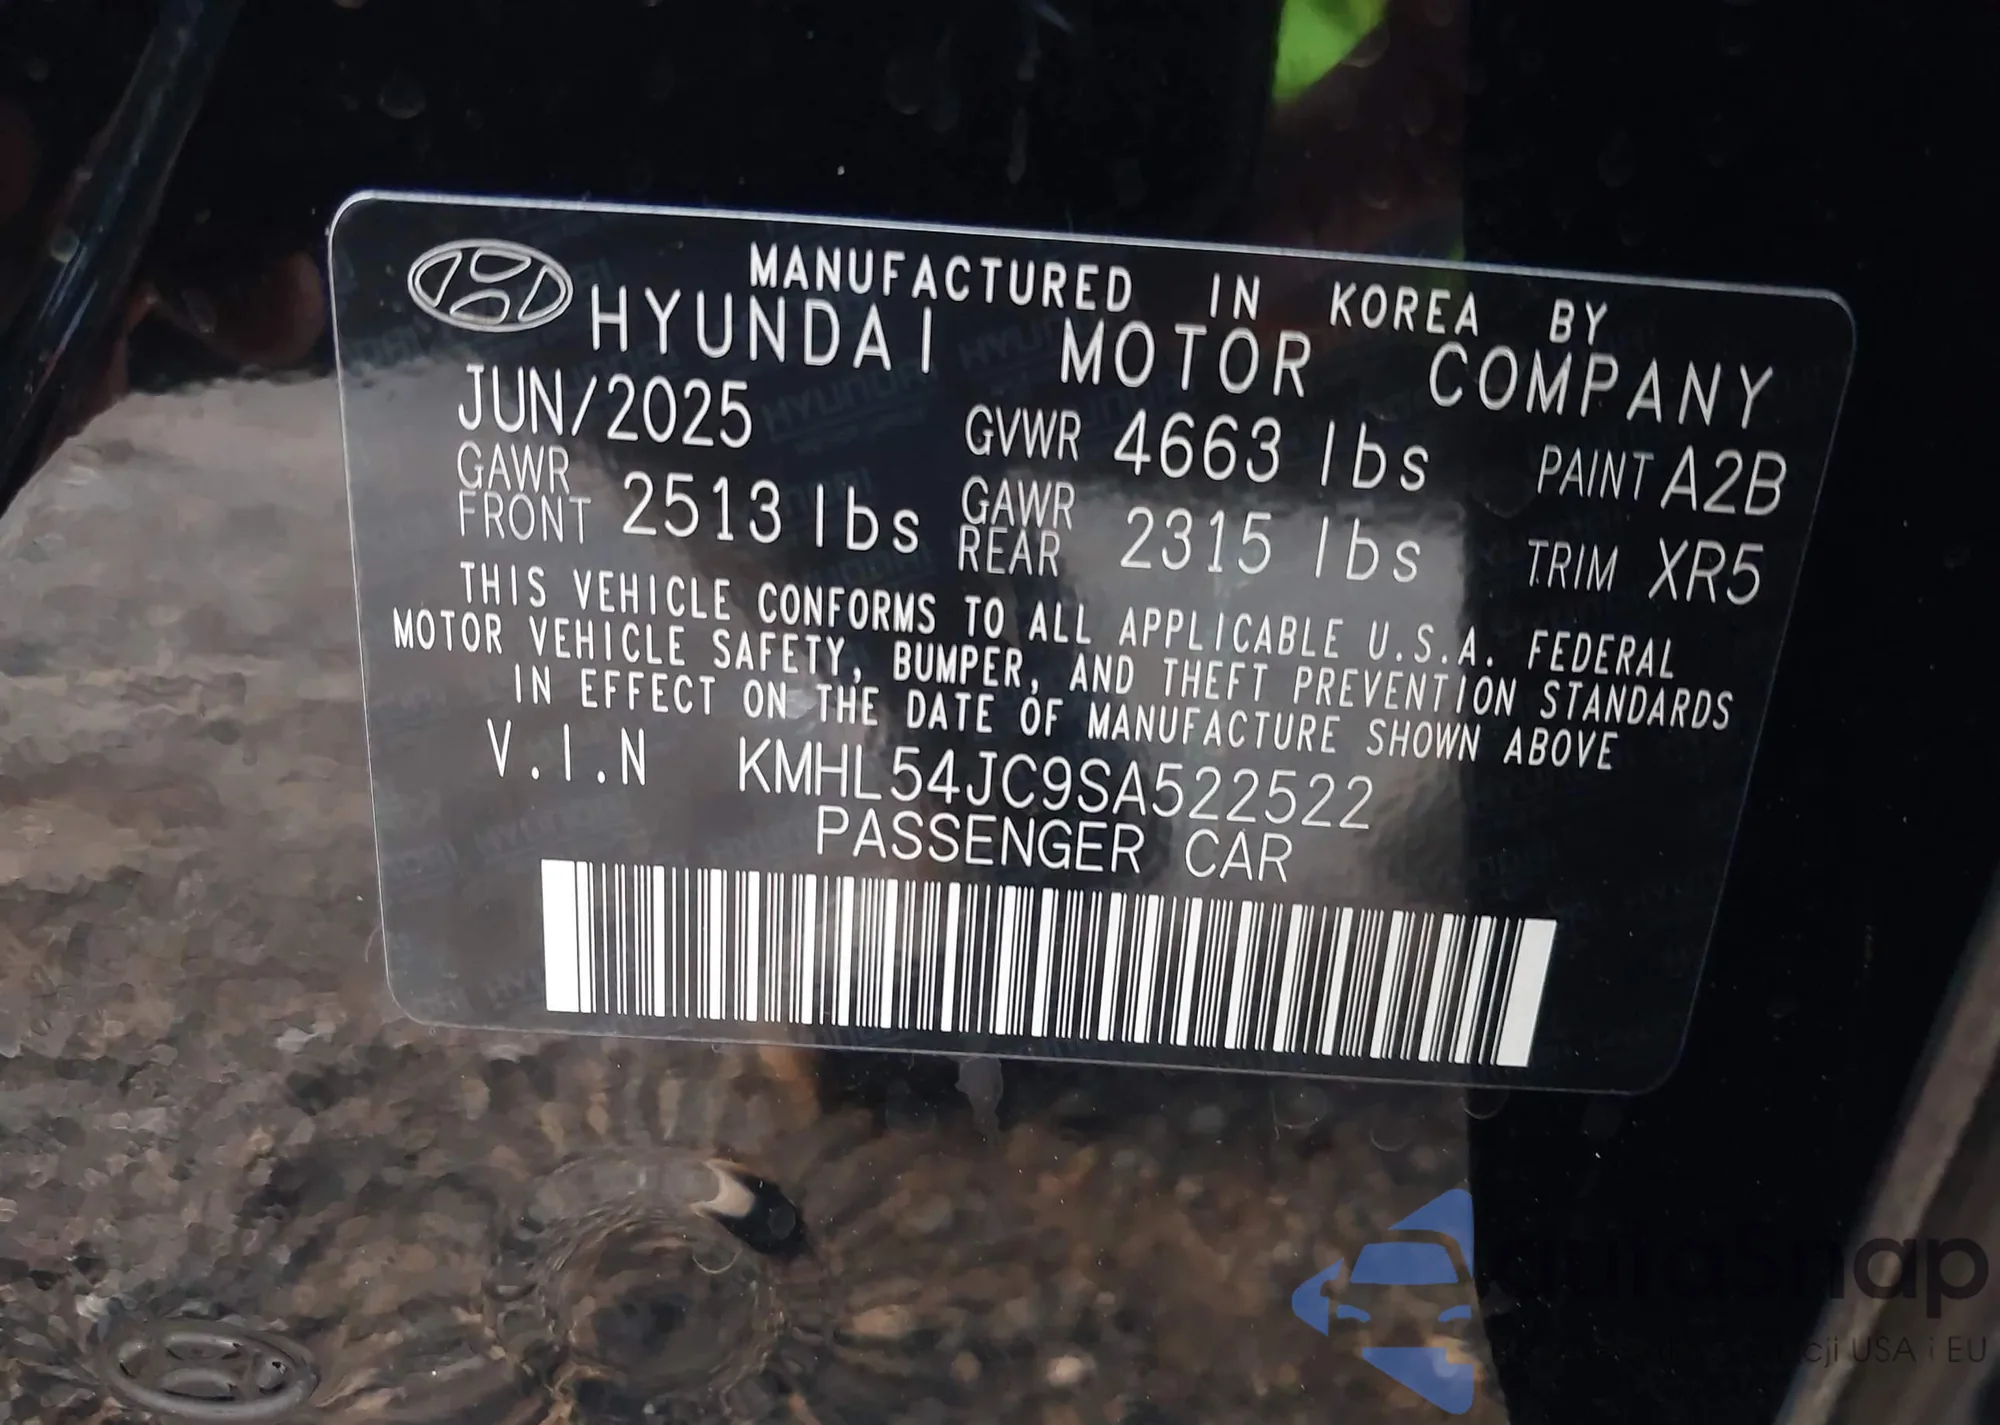 MANUFACTURED IN KOREA BY
HYUNDAI MOTOR COMPANY
JUN/2025 GVWR 4663 lbs PAINT A2B
GAWR FRONT 2513 lbs GAWR REAR 2315 lbs TRIM XR5
THIS VEHICLE CONFORMS TO ALL APPLICABLE U.S.A. FEDERAL
MOTOR VEHICLE SAFETY, BUMPER, AND THEFT PREVENTION STANDARDS
IN EFFECT ON THE DATE OF MANUFACTURE SHOWN ABOVE
V.I.N KMHL54JC9SA522522
PASSENGER CAR
USA i EU